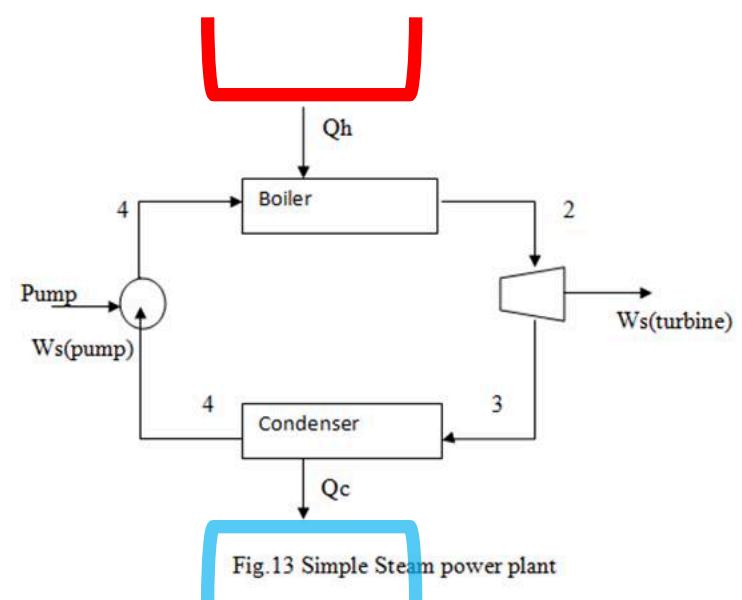 Qh
Boiler
4
2
Pump
Ws(turbine)
Ws(pump)
4
3
Condenser
Qc
Fig.13 Simple Steam power plant